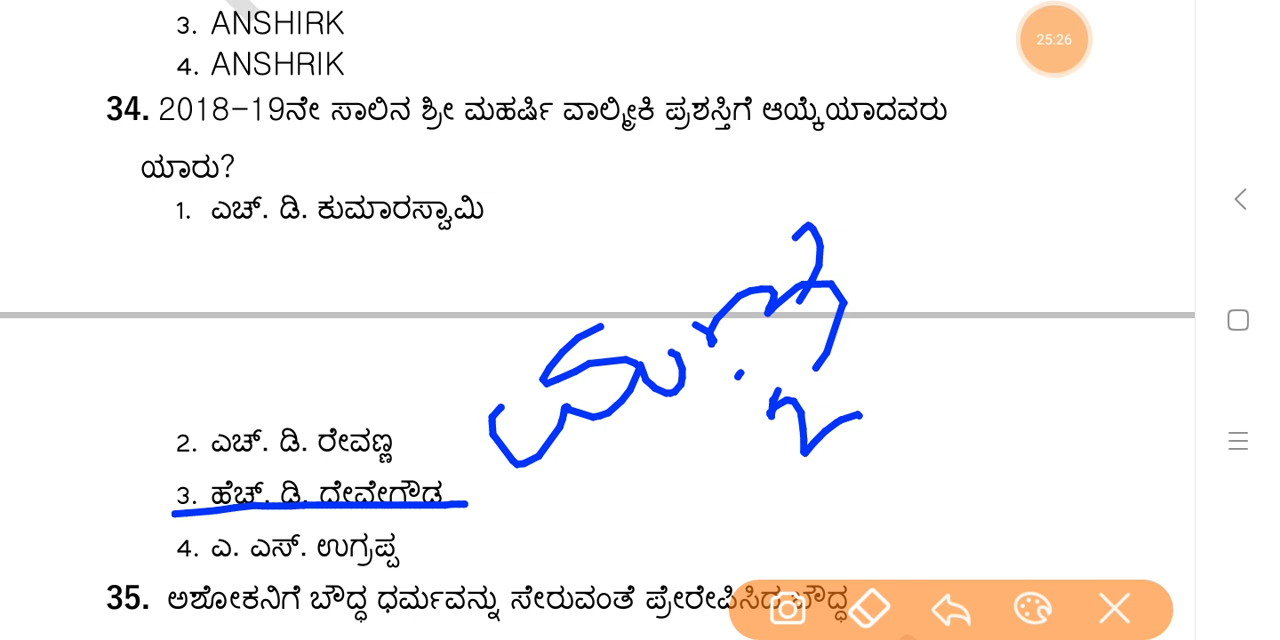 3. ANSHIRK
25:26
4. ANSHRIK
34. 2018-19ನೇ ಸಾಲಿನ ಶ್ರೀ ಮಹರ್ಷಿ ವಾಲ್ಮೀಕಿ ಪ್ರಶಸ್ತಿಗೆ ಆಯ್ಕೆಯಾದವರು
ಯಾರು?
1. ಎಚ್. ಡಿ. ಕುಮಾರಸ್ವಾಮಿ
2. ಎಚ್. ಡಿ. ರೇವಣ್ಣ
3. ಹೆಚ್. ಡಿ. ದೇವೇಗೌಡ
4. ಎ. ಎಸ್. ಉಗ್ರಪ್ಪ
35. ಅಶೋಕನಿಗೆ ಬೌದ್ಧ ಧರ್ಮವನ್ನು ಸೇರುವಂತೆ ಪ್ರೇರೇಪಿಸಿದ ಬೌದ್ಧ